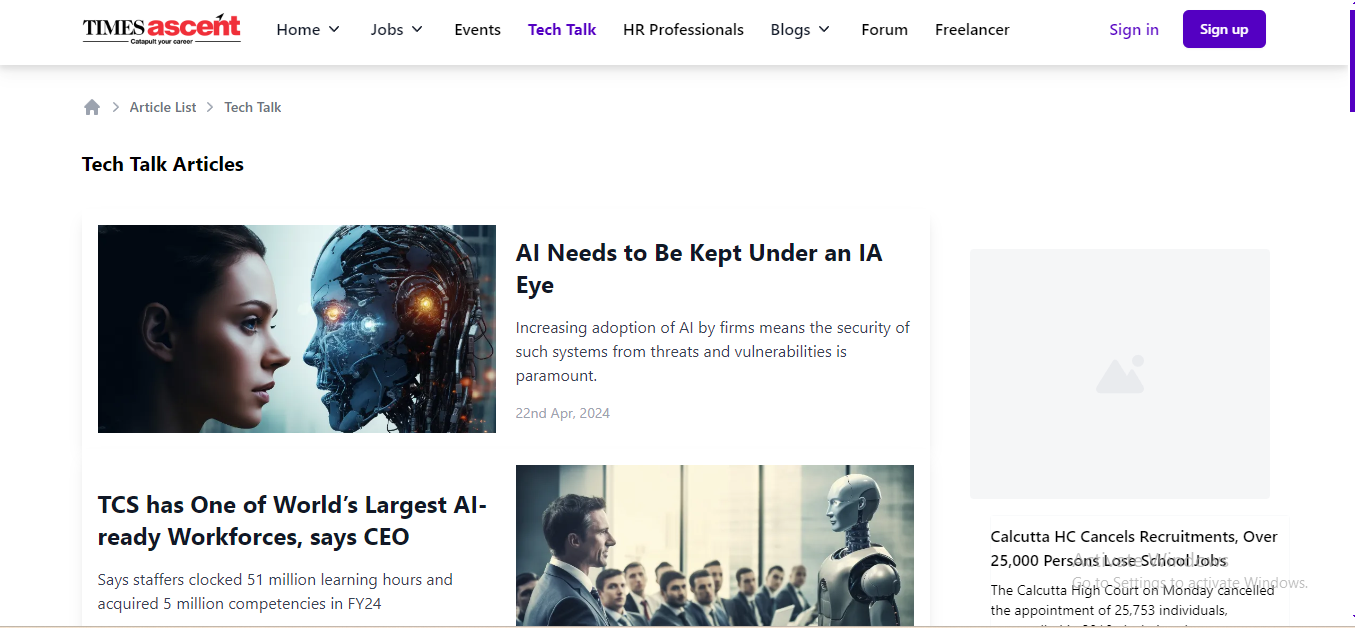 TIMES ascent
Catapult your career
Home Jobs Events Tech Talk HR Professionals Blogs Forum Freelancer Sign in Sign up
Article List Tech Talk
Tech Talk Articles
AI Needs to Be Kept Under an IA
Eye
Increasing adoption of AI by firms means the security of
such systems from threats and vulnerabilities is
paramount.
22nd Apr, 2024
TCS has One of World’s Largest AI-
ready Workforces, says CEO
Says staffers clocked 51 million learning hours and
acquired 5 million competencies in FY24
Calcutta HC Cancels Recruitments, Over
25,000 Persons Lose School Jobs
The Calcutta High Court on Monday cancelled
the appointment of 25,753 individuals,
Activate Windows
Go to Settings to activate Windows.